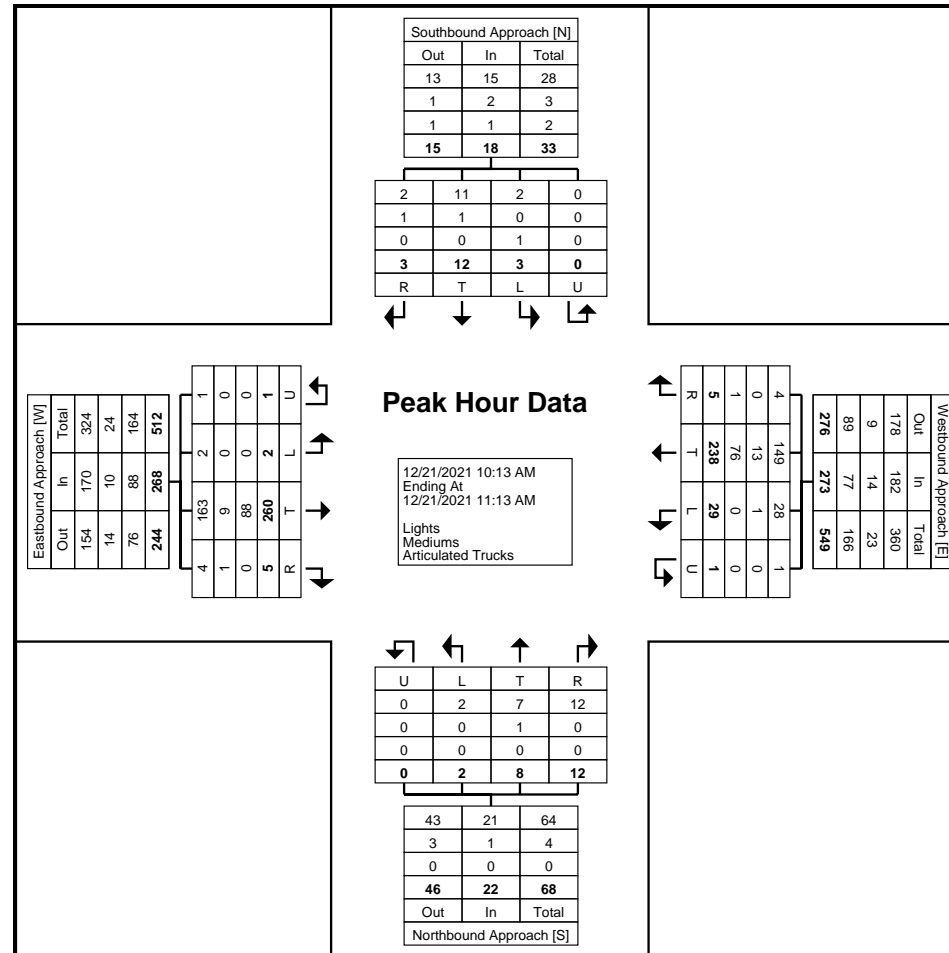 Southbound Approach [N]
Out In Total
13 15 28
1 2 3
1 1 2
15 18 33
2 11 2 0
1 1 0 0
0 0 1 0
3 12 3 0
R T L U
Eastbound Approach [W]
Out In Total
154 170 324
14 10 24
76 88 164
244 268 512
4 163 2 1
1 9 0 0
0 88 0 0
5 260 2 1
R T L U
Peak Hour Data
12/21/2021 10:13 AM
Ending At
12/21/2021 11:13 AM
Lights
Mediums
Articulated Trucks
R T L U
5 238 29 1
1 76 0 0
0 13 1 0
4 149 28 1
Westbound Approach [E]
Out In Total
178 182 360
9 14 23
89 77 166
276 273 549
U L T R
0 2 7 12
0 0 1 0
0 0 0 0
0 2 8 12
43 21 64
3 1 4
0 0 0
46 22 68
Out In Total
Northbound Approach [S]